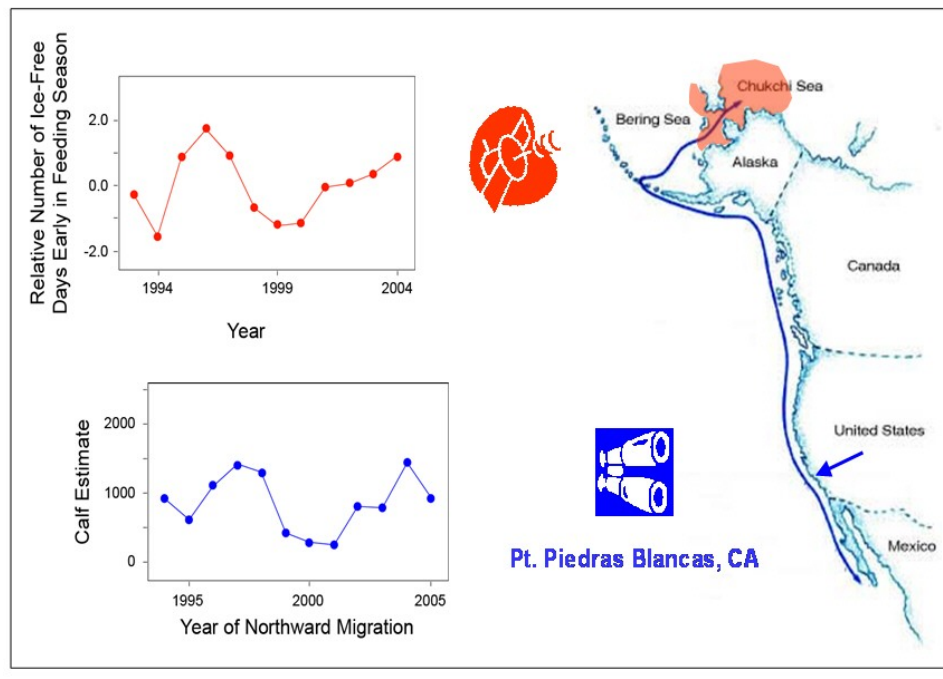 Relative Number of Ice-Free
Days Early in Feeding Season
2.0
0.0
-2.0
1994
1999
2004
Year
Chukchi Sea
Bering Sea
Alaska
Canada
United States
Mexico
Calf Estimate
2000
1000
0
1995
2000
2005
Year of Northward Migration
Pt. Piedras Blancas, CA